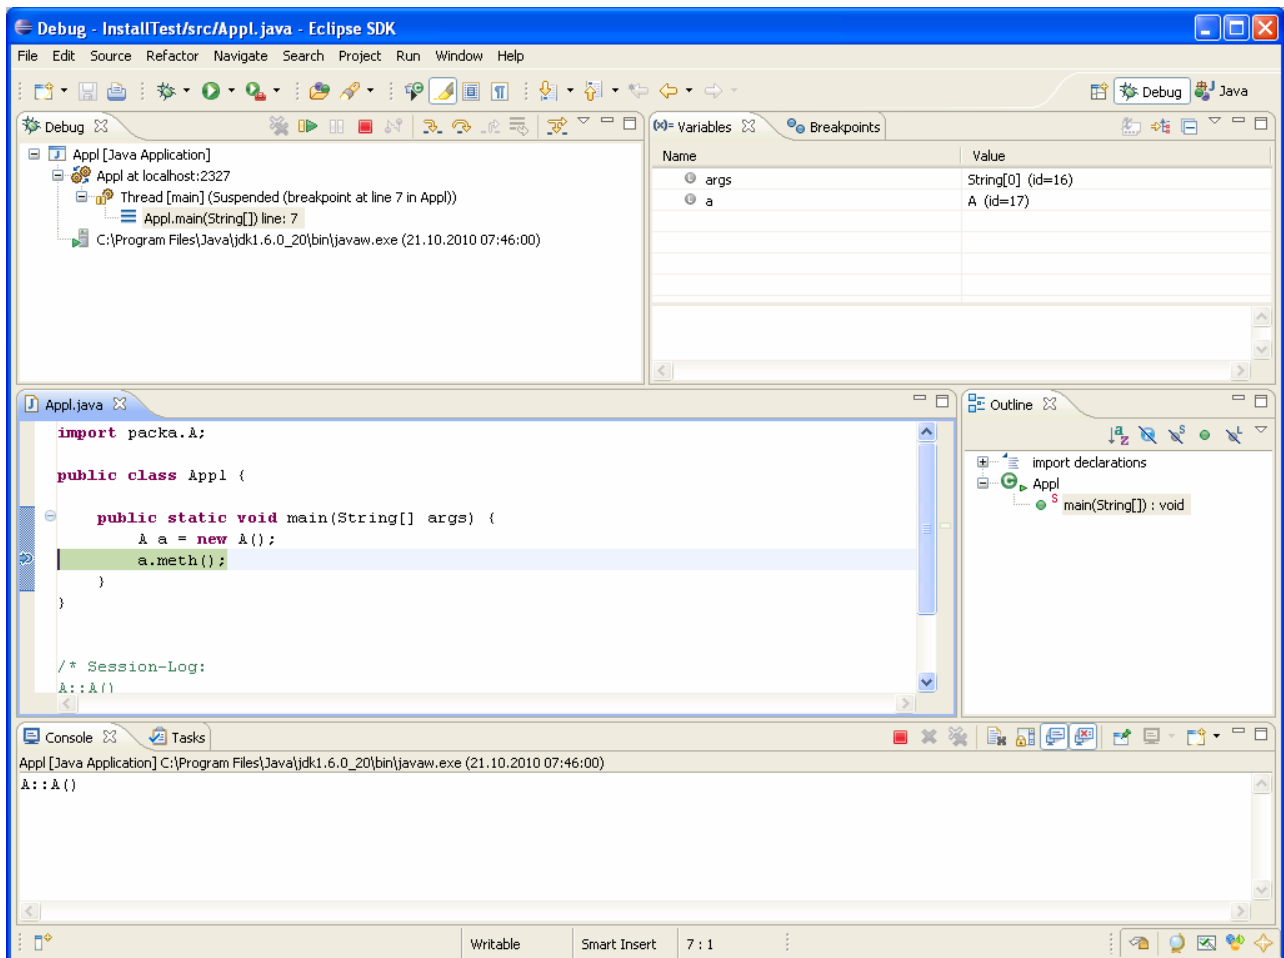 Debug - InstallTest/src/Appl.java - Eclipse SDK
File Edit Source Refactor Navigate Search Project Run Window Help
Debug Java
Debug
Appl [Java Application]
Appl at localhost:2327
Thread [main] (Suspended (breakpoint at line 7 in Appl))
Appl.main(String[]) line: 7
C:\Program Files\Java\jdk1.6.0_20\bin\javaw.exe (21.10.2010 07:46:00)
(x)= Variables Breakpoints
Name Value
args String[0] (id=16)
a A (id=17)
Appl.java
import packa.A;
public class Appl {
public static void main(String[] args) {
A a = new A();
a.meth();
}
}
/* Session-Log:
A::A()
Outline
import declarations
Appl
main(String[]) : void
Console Tasks
Appl [Java Application] C:\Program Files\Java\jdk1.6.0_20\bin\javaw.exe (21.10.2010 07:46:00)
A::A()
Writable Smart Insert 7 : 1